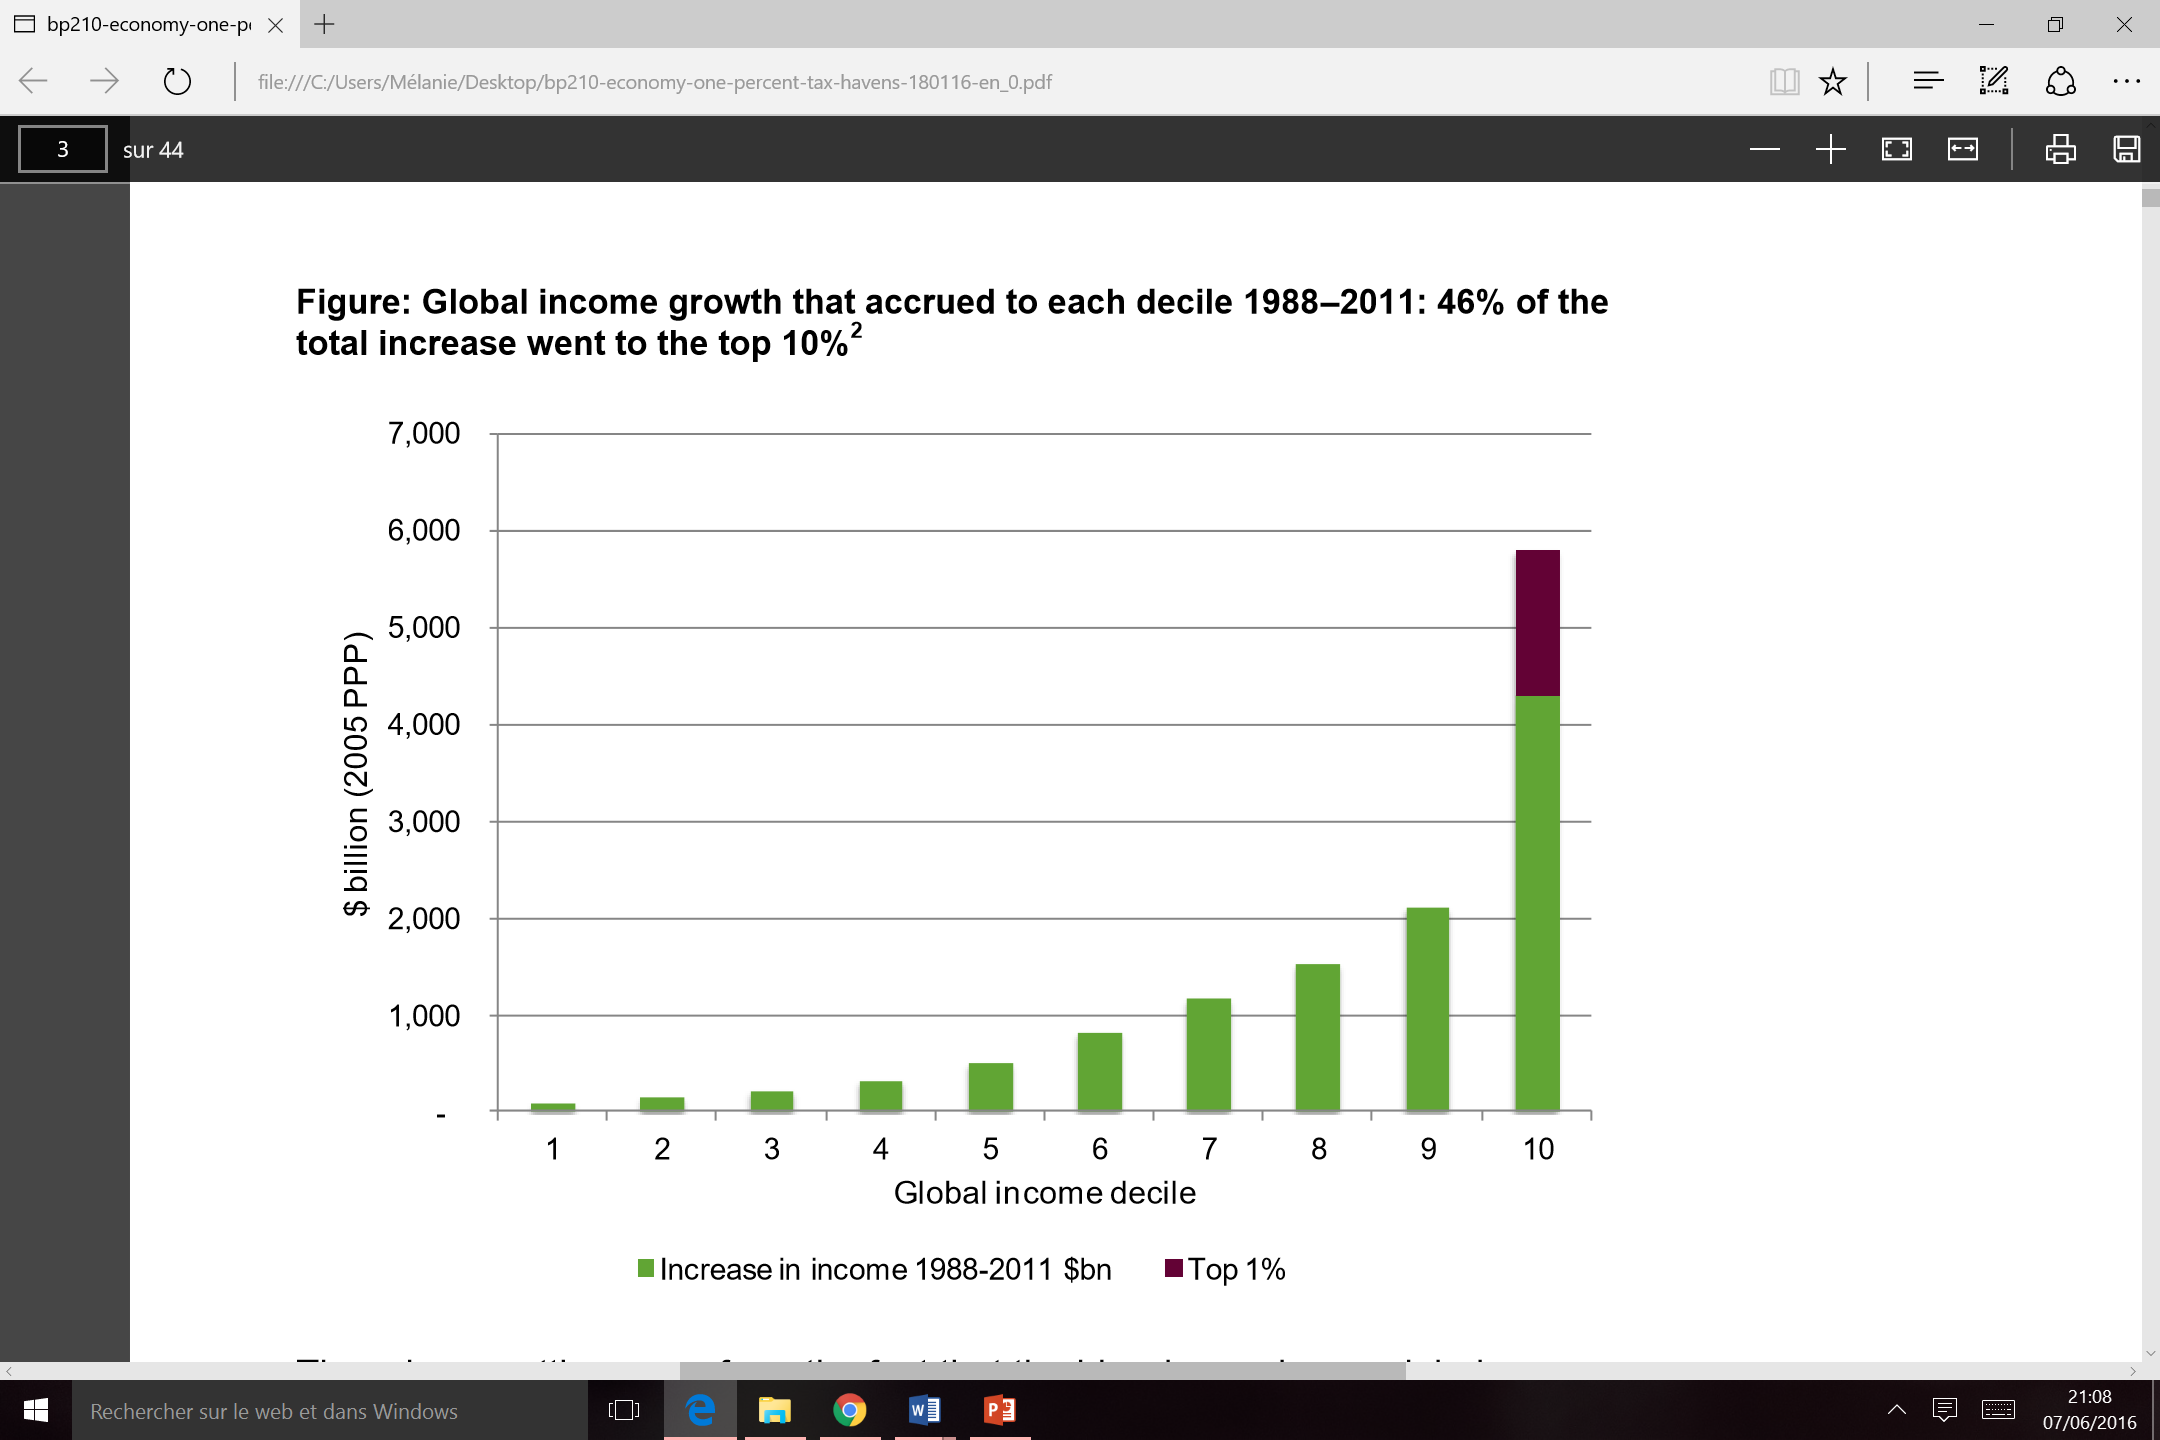 bp210-economy-one-p
file:///C:/Users/Mélanie/Desktop/bp210-economy-one-percent-tax-havens-180116-en_0.pdf
3 sur 44
Figure: Global income growth that accrued to each decile 1988–2011: 46% of the
total increase went to the top 10%2
7,000
6,000
5,000
4,000
3,000
2,000
1,000
-
$ billion (2005 PPP)
1 2 3 4 5 6 7 8 9 10
Global income decile
Increase in income 1988-2011 $bn Top 1%
Rechercher sur le web et dans Windows
21:08
07/06/2016